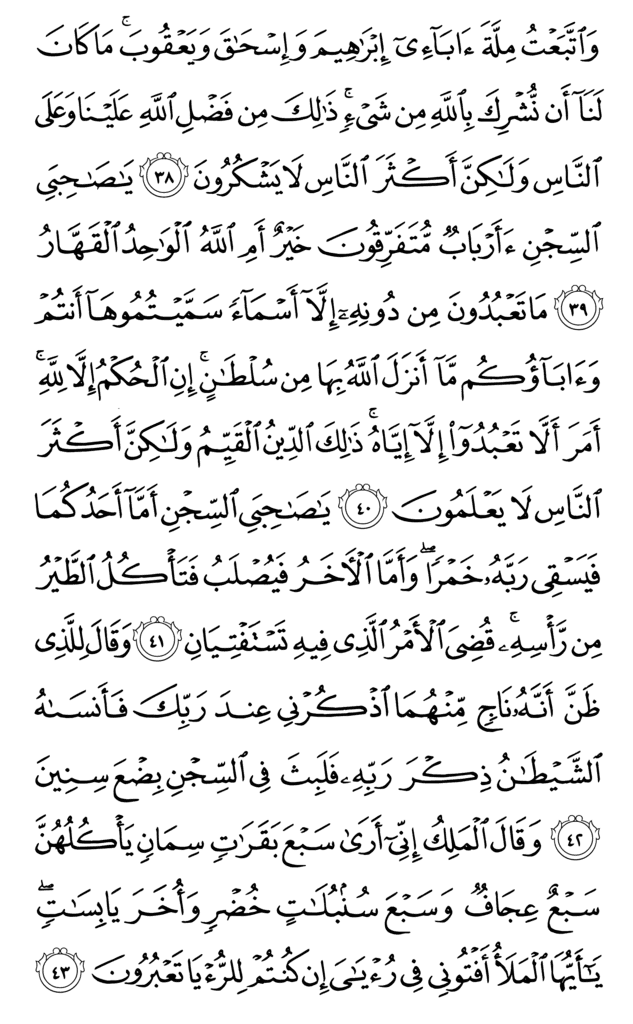 وَٱتَّبَعْتُ مِلَّةَ ءَابَآءِىٓ إِبْرَٰهِيمَ وَإِسْحَٰقَ وَيَعْقُوبَ ۚ مَا كَانَ
لَنَآ أَن نُّشْرِكَ بِٱللَّهِ مِن شَىْءٍ ۚ ذَٰلِكَ مِن فَضْلِ ٱللَّهِ عَلَيْنَا وَعَلَى
ٱلنَّاسِ وَلَٰكِنَّ أَكْثَرَ ٱلنَّاسِ لَا يَشْكُرُونَ ٣٨ يَٰصَٰحِبَىِ
ٱلسِّجْنِ ءَأَرْبَابٌ مُّتَفَرِّقُونَ خَيْرٌ أَمِ ٱللَّهُ ٱلْوَٰحِدُ ٱلْقَهَّارُ
٣٩ مَا تَعْبُدُونَ مِن دُونِهِۦٓ إِلَّآ أَسْمَآءً سَمَّيْتُمُوهَآ أَنتُمْ
وَءَابَآؤُكُم مَّآ أَنزَلَ ٱللَّهُ بِهَا مِن سُلْطَٰنٍ ۚ إِنِ ٱلْحُكْمُ إِلَّا لِلَّهِ ۚ
أَمَرَ أَلَّا تَعْبُدُوٓا۟ إِلَّآ إِيَّاهُ ۚ ذَٰلِكَ ٱلدِّينُ ٱلْقَيِّمُ وَلَٰكِنَّ أَكْثَرَ
ٱلنَّاسِ لَا يَعْلَمُونَ ٤٠ يَٰصَٰحِبَىِ ٱلسِّجْنِ أَمَّآ أَحَدُكُمَا
فَيَسْقِى رَبَّهُۥ خَمْرًا ۖ وَأَمَّا ٱلْءَاخَرُ فَيُصْلَبُ فَتَأْكُلُ ٱلطَّيْرُ
مِن رَّأْسِهِۦ ۚ قُضِىَ ٱلْأَمْرُ ٱلَّذِى فِيهِ تَسْتَفْتِيَانِ ٤١ وَقَالَ لِلَّذِى
ظَنَّ أَنَّهُۥ نَاجٍ مِّنْهُمَا ٱذْكُرْنِى عِندَ رَبِّكَ فَأَنسَىٰهُ
ٱلشَّيْطَٰنُ ذِكْرَ رَبِّهِۦ فَلَبِثَ فِى ٱلسِّجْنِ بِضْعَ سِنِينَ
٤٢ وَقَالَ ٱلْمَلِكُ إِنِّىٓ أَرَىٰ سَبْعَ بَقَرَٰتٍ سِمَانٍ يَأْكُلُهُنَّ
سَبْعٌ عِجَافٌ وَسَبْعَ سُنۢبُلَٰتٍ خُضْرٍ وَأُخَرَ يَابِسَٰتٍ ۖ
يَٰٓأَيُّهَا ٱلْمَلَأُ أَفْتُونِى فِى رُءْيَٰىَ إِن كُنتُمْ لِلرُّءْيَا تَعْبُرُونَ ٤٣